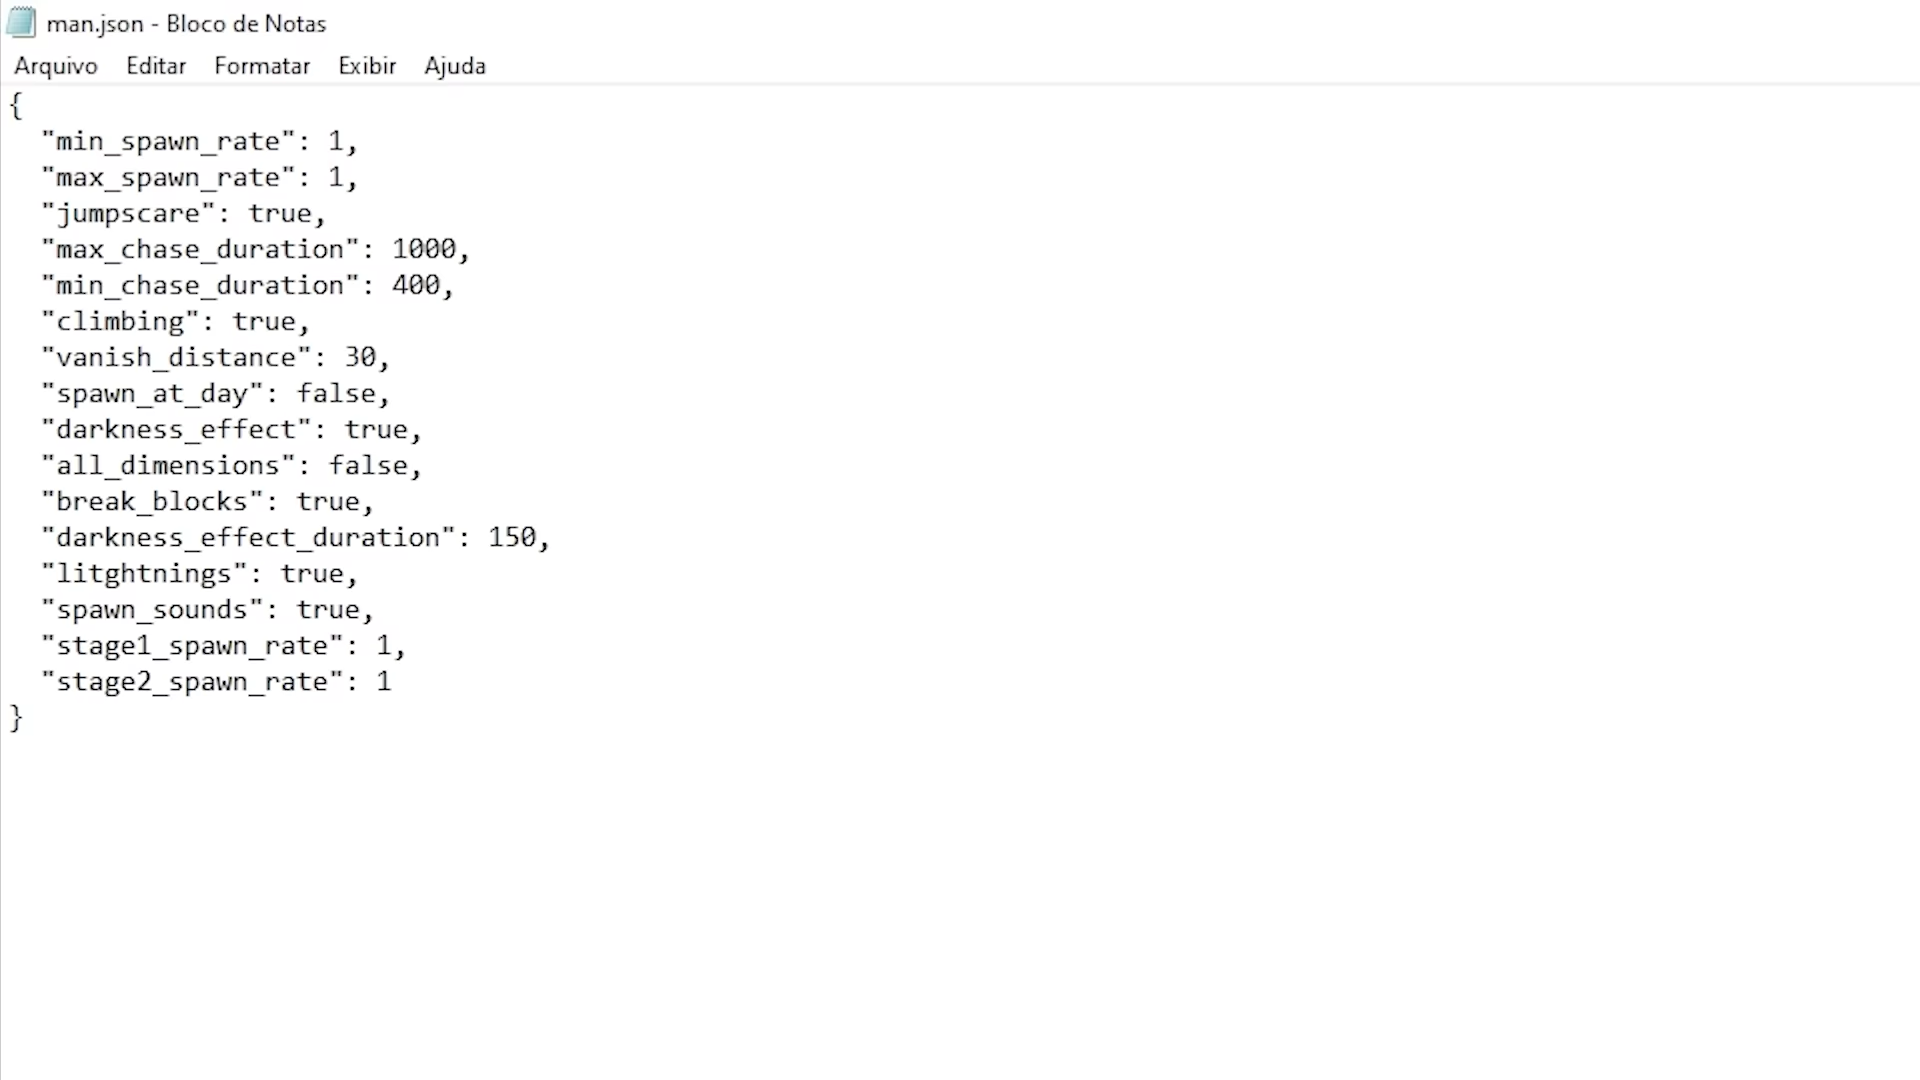 man.json - Bloco de Notas
Arquivo Editar Formatar Exibir Ajuda
{
"min_spawn_rate": 1,
"max_spawn_rate": 1,
"jumpscare": true,
"max_chase_duration": 1000,
"min_chase_duration": 400,
"climbing": true,
"vanish_distance": 30,
"spawn_at_day": false,
"darkness_effect": true,
"all_dimensions": false,
"break_blocks": true,
"darkness_effect_duration": 150,
"litghtnings": true,
"spawn_sounds": true,
"stage1_spawn_rate": 1,
"stage2_spawn_rate": 1
}